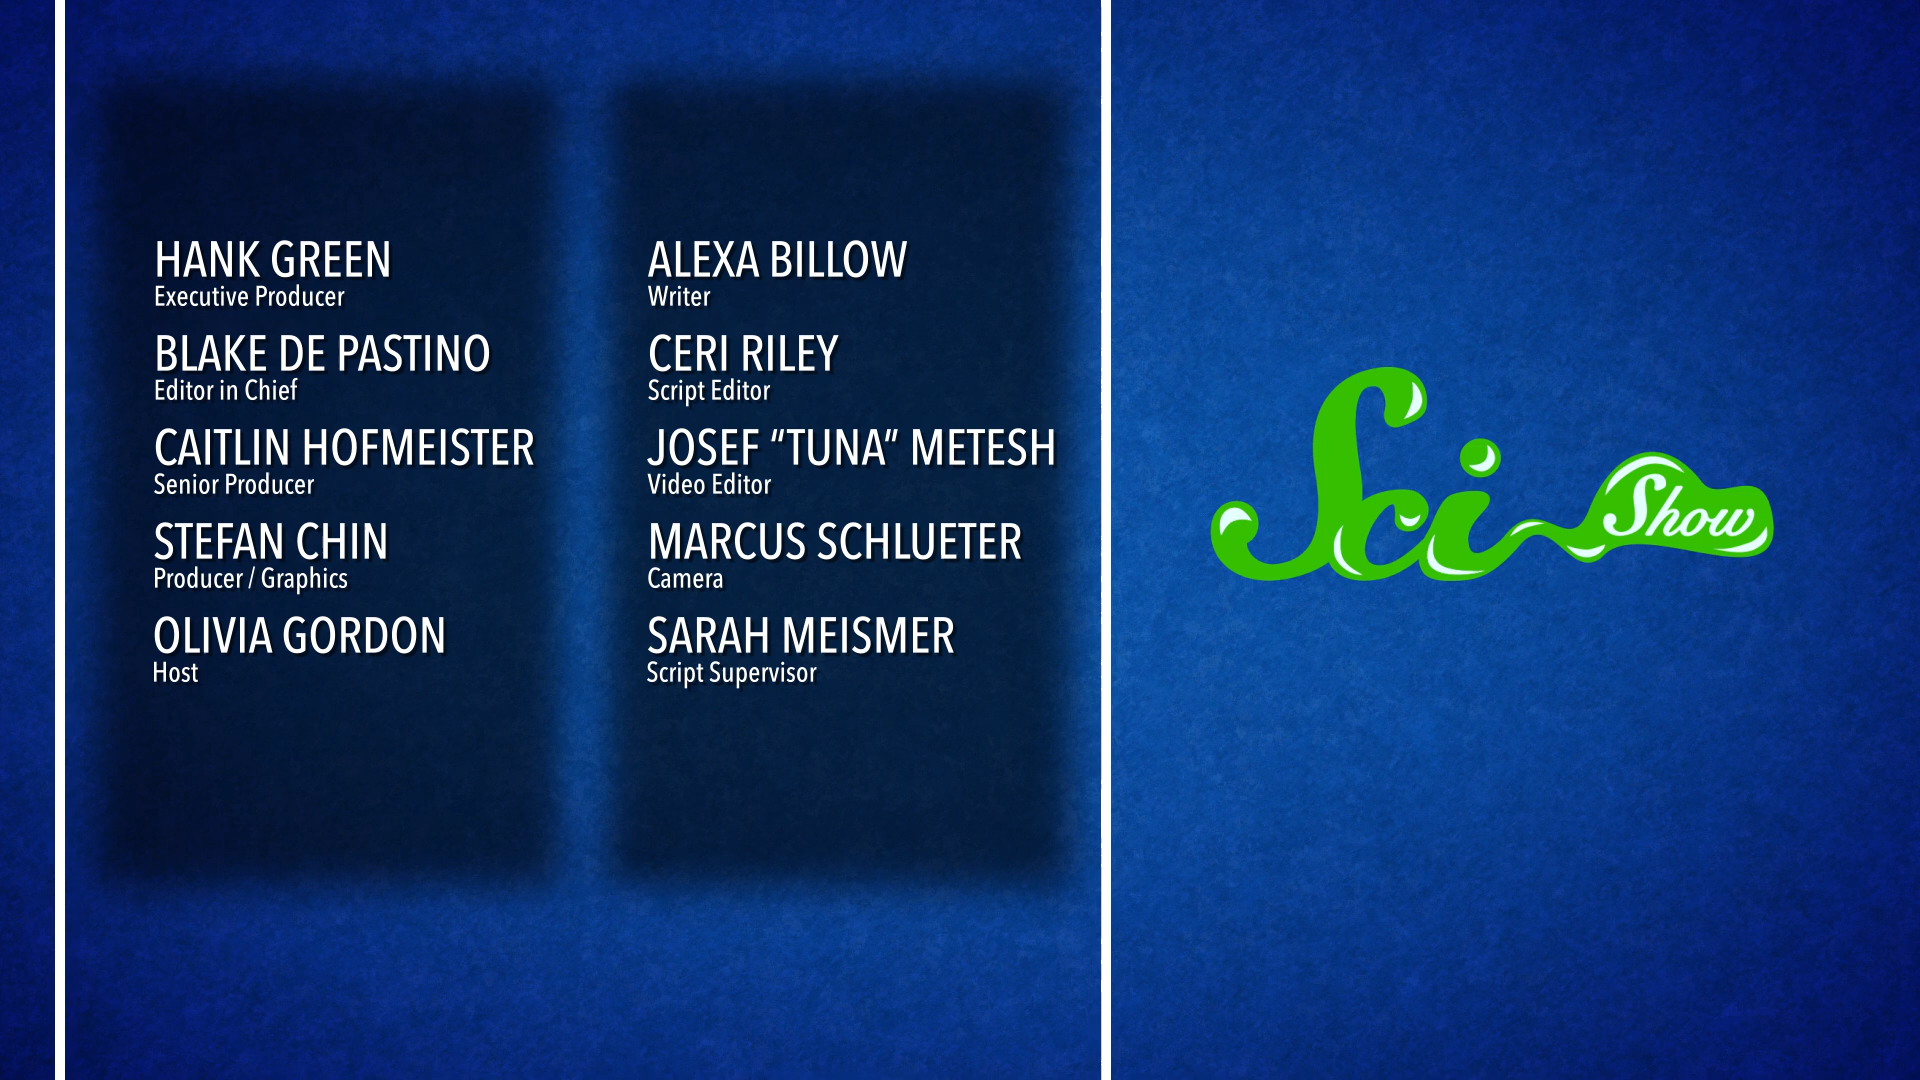 HANK GREEN
Executive Producer
BLAKE DE PASTINO
Editor in Chief
CAITLIN HOFMEISTER
Senior Producer
STEFAN CHIN
Producer / Graphics
OLIVIA GORDON
Host
ALEXA BILLOW
Writer
CERI RILEY
Script Editor
JOSEF “TUNA” METESH
Video Editor
MARCUS SCHLUETER
Camera
SARAH MEISMER
Script Supervisor
Sci Show